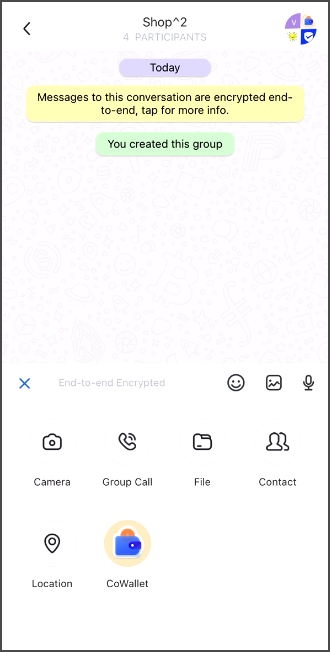 Shop^2
4 PARTICIPANTS
V
Today
Messages to this conversation are encrypted end-
to-end, tap for more info.
You created this group
End-to-end Encrypted
Camera
Group Call
File
Contact
Location
CoWallet